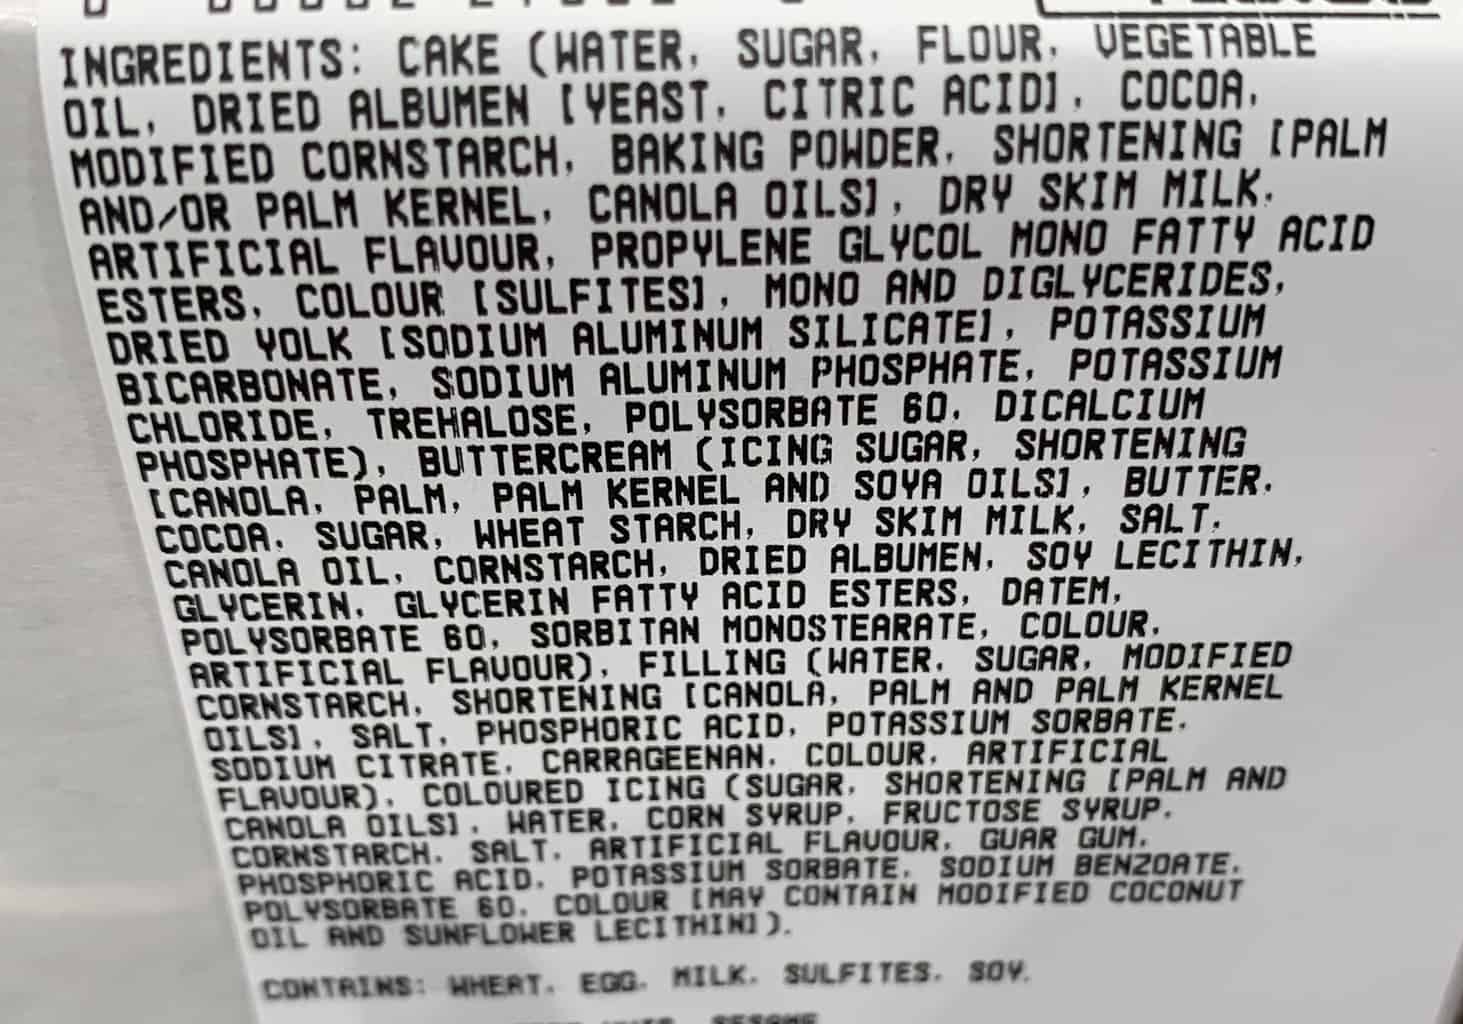 INGREDIENTS: CAKE (WATER, SUGAR, FLOUR, VEGETABLE
OIL, DRIED ALBUMEN [YEAST, CITRIC ACID], COCOA,
MODIFIED CORNSTARCH, BAKING POWDER, SHORTENING [PALM
AND/OR PALM KERNEL, CANOLA OILS], DRY SKIM MILK,
ARTIFICIAL FLAVOUR, PROPYLENE GLYCOL MONO FATTY ACID
ESTERS, COLOUR [SULFITES], MONO AND DIGLYCERIDES,
DRIED YOLK [SODIUM ALUMINUM SILICATE], POTASSIUM
BICARBONATE, SODIUM ALUMINUM PHOSPHATE, POTASSIUM
CHLORIDE, TREHALOSE, POLYSORBATE 60, DICALCIUM
PHOSPHATE), BUTTERCREAM (ICING SUGAR, SHORTENING
[CANOLA, PALM, PALM KERNEL AND SOYA OILS], BUTTER,
COCOA, SUGAR, WHEAT STARCH, DRY SKIM MILK, SALT,
CANOLA OIL, CORNSTARCH, DRIED ALBUMEN, SOY LECITHIN,
GLYCERIN, GLYCERIN FATTY ACID ESTERS, DATEM,
POLYSORBATE 60, SORBITAN MONOSTEARATE, COLOUR,
ARTIFICIAL FLAVOUR), FILLING (WATER, SUGAR, MODIFIED
CORNSTARCH, SHORTENING [CANOLA, PALM AND PALM KERNEL
OILS], SALT, PHOSPHORIC ACID, POTASSIUM SORBATE,
SODIUM CITRATE, CARRAGEENAN, COLOUR, ARTIFICIAL
FLAVOUR), COLOURED ICING (SUGAR, SHORTENING [PALM AND
CANOLA OILS], WATER, CORN SYRUP, FRUCTOSE SYRUP,
CORNSTARCH, SALT, ARTIFICIAL FLAVOUR, GUAR GUM,
PHOSPHORIC ACID, POTASSIUM SORBATE, SODIUM BENZOATE,
POLYSORBATE 60, COLOUR [MAY CONTAIN MODIFIED COCONUT
OIL AND SUNFLOWER LECITHIN]).
CONTAINS: WHEAT, EGG, MILK, SULFITES, SOY.
SESAME